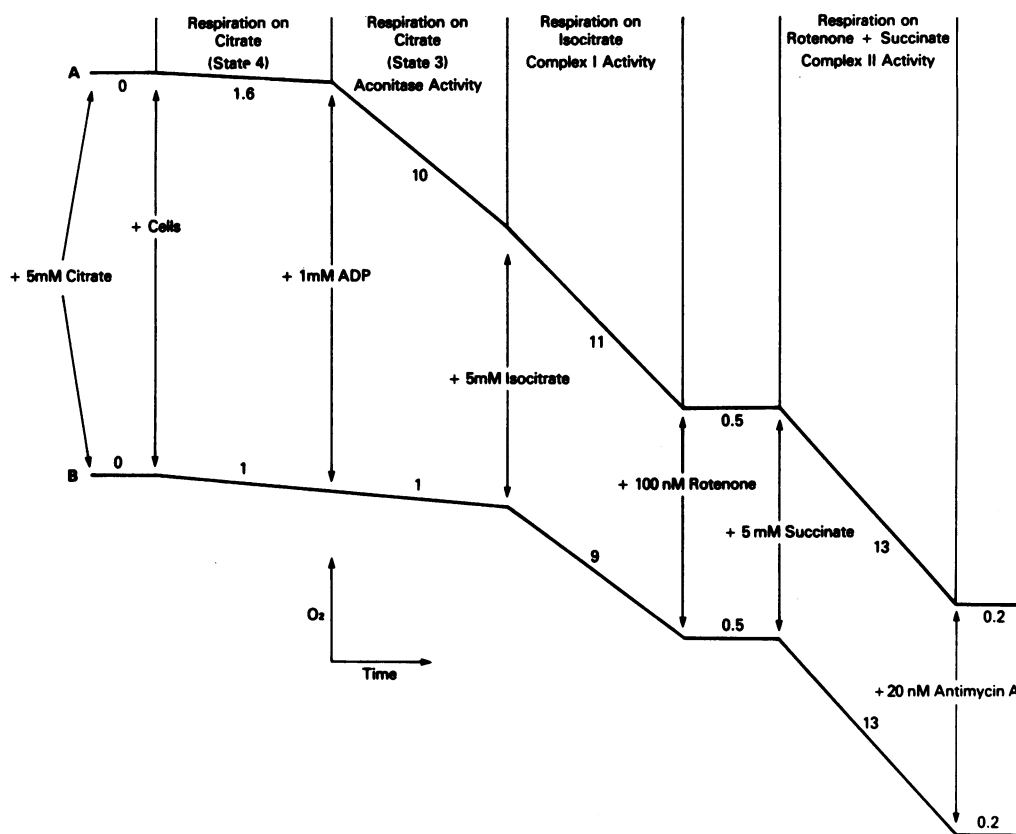 Respiration on
Citrate
(State 4)
Respiration on
Citrate
(State 3)
Aconitase Activity
Respiration on
Isocitrate
Complex I Activity
Respiration on
Rotenone + Succinate
Complex II Activity
A
0
1.6
10
+ Cells
+ 5mM Citrate
+ 1mM ADP
11
+ 5mM Isocitrate
0.5
B
0
1
1
+ 100 nM Rotenone
+ 5 mM Succinate
13
9
O₂
0.5
0.2
Time
+ 20 nM Antimycin A
13
0.2